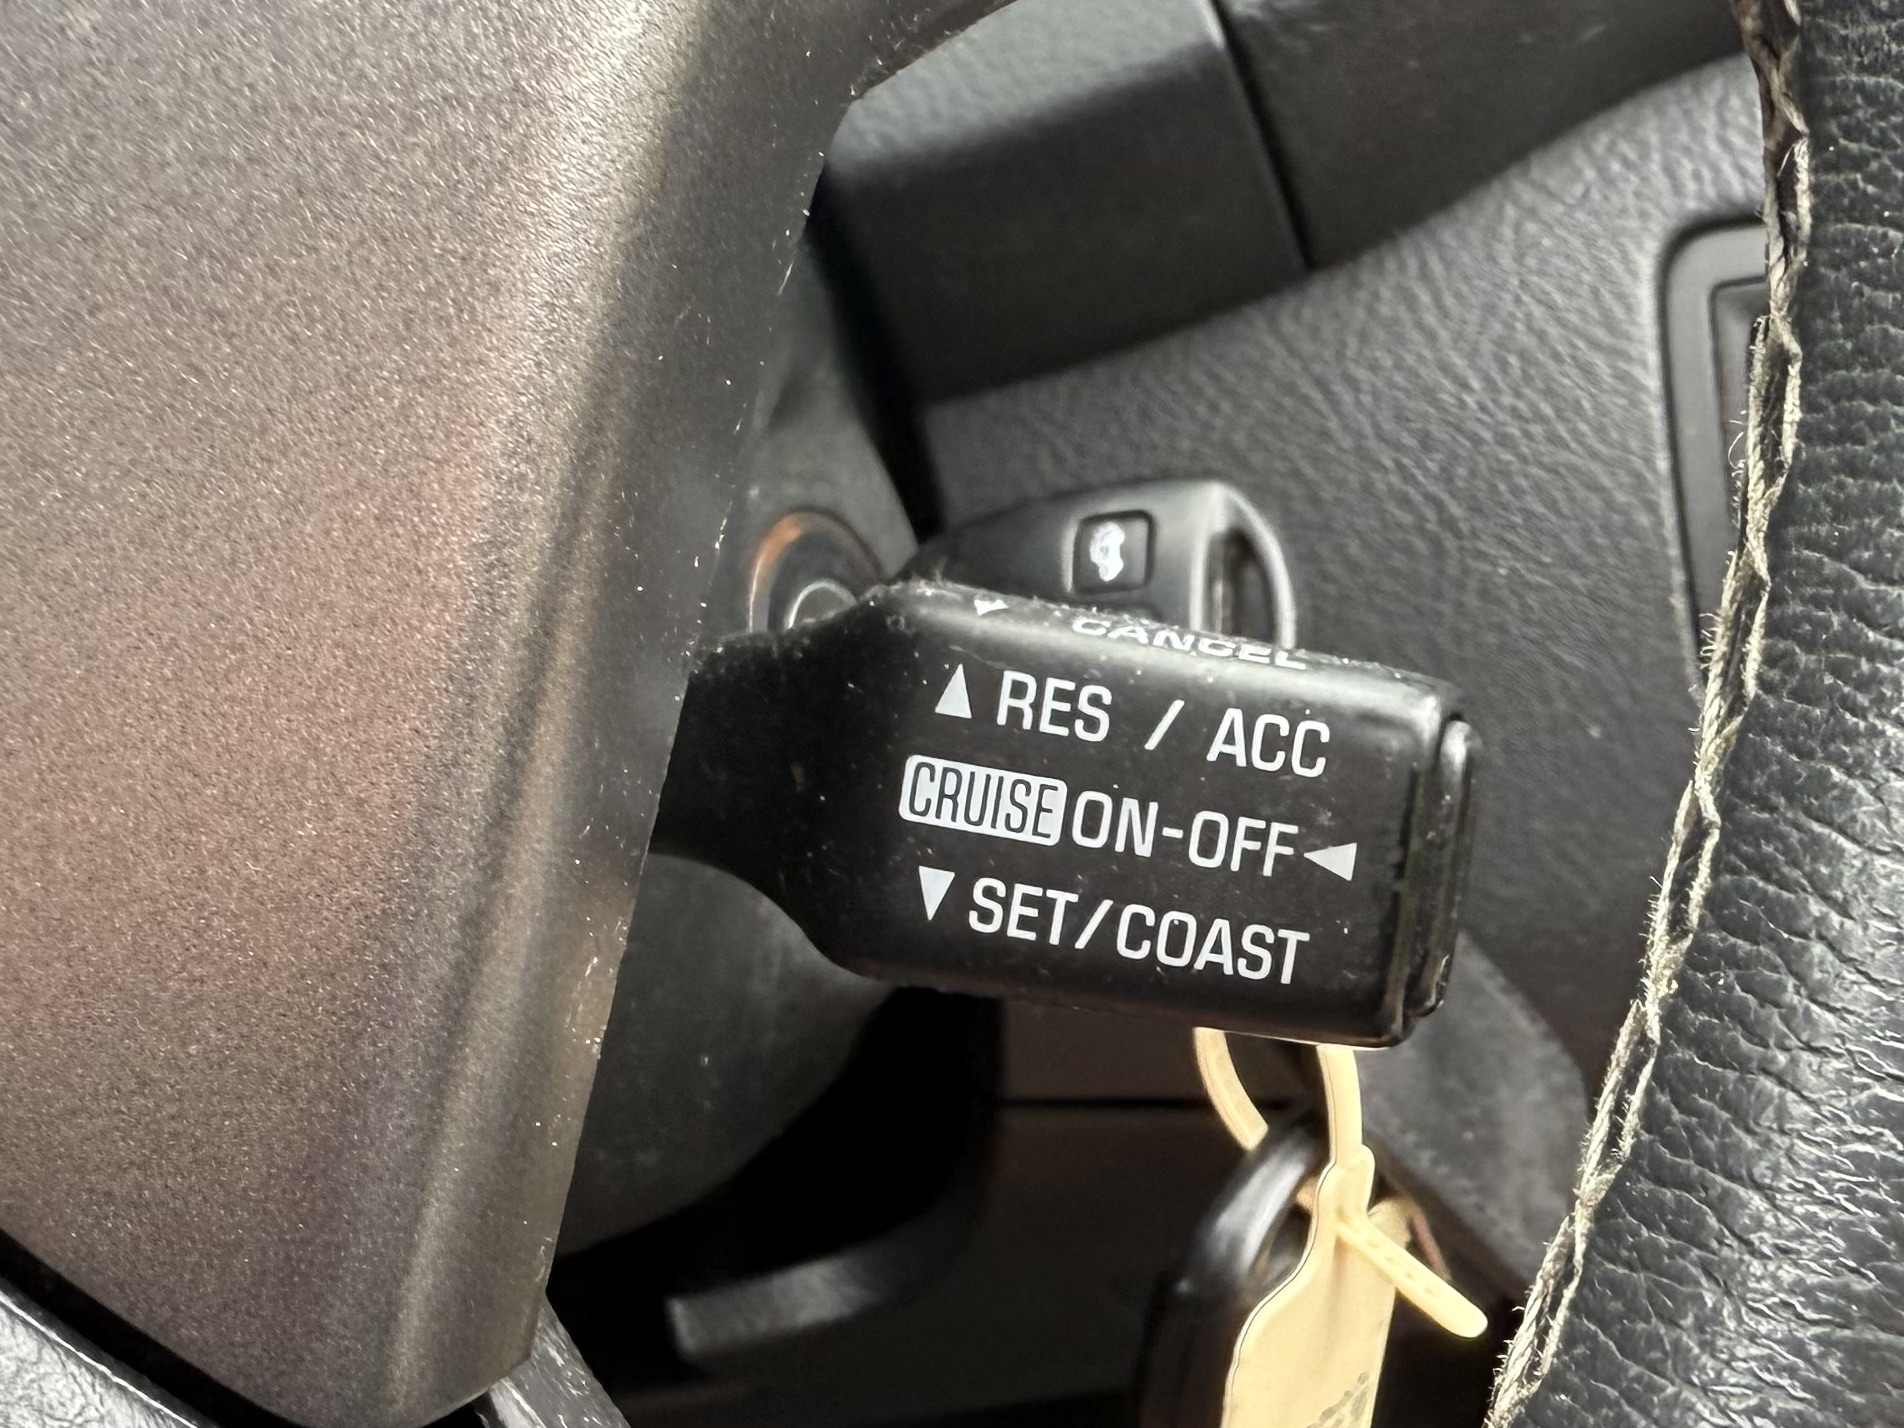 CANCEL
▲ RES / ACC
CRUISE ON-OFF ◀
▼ SET/COAST